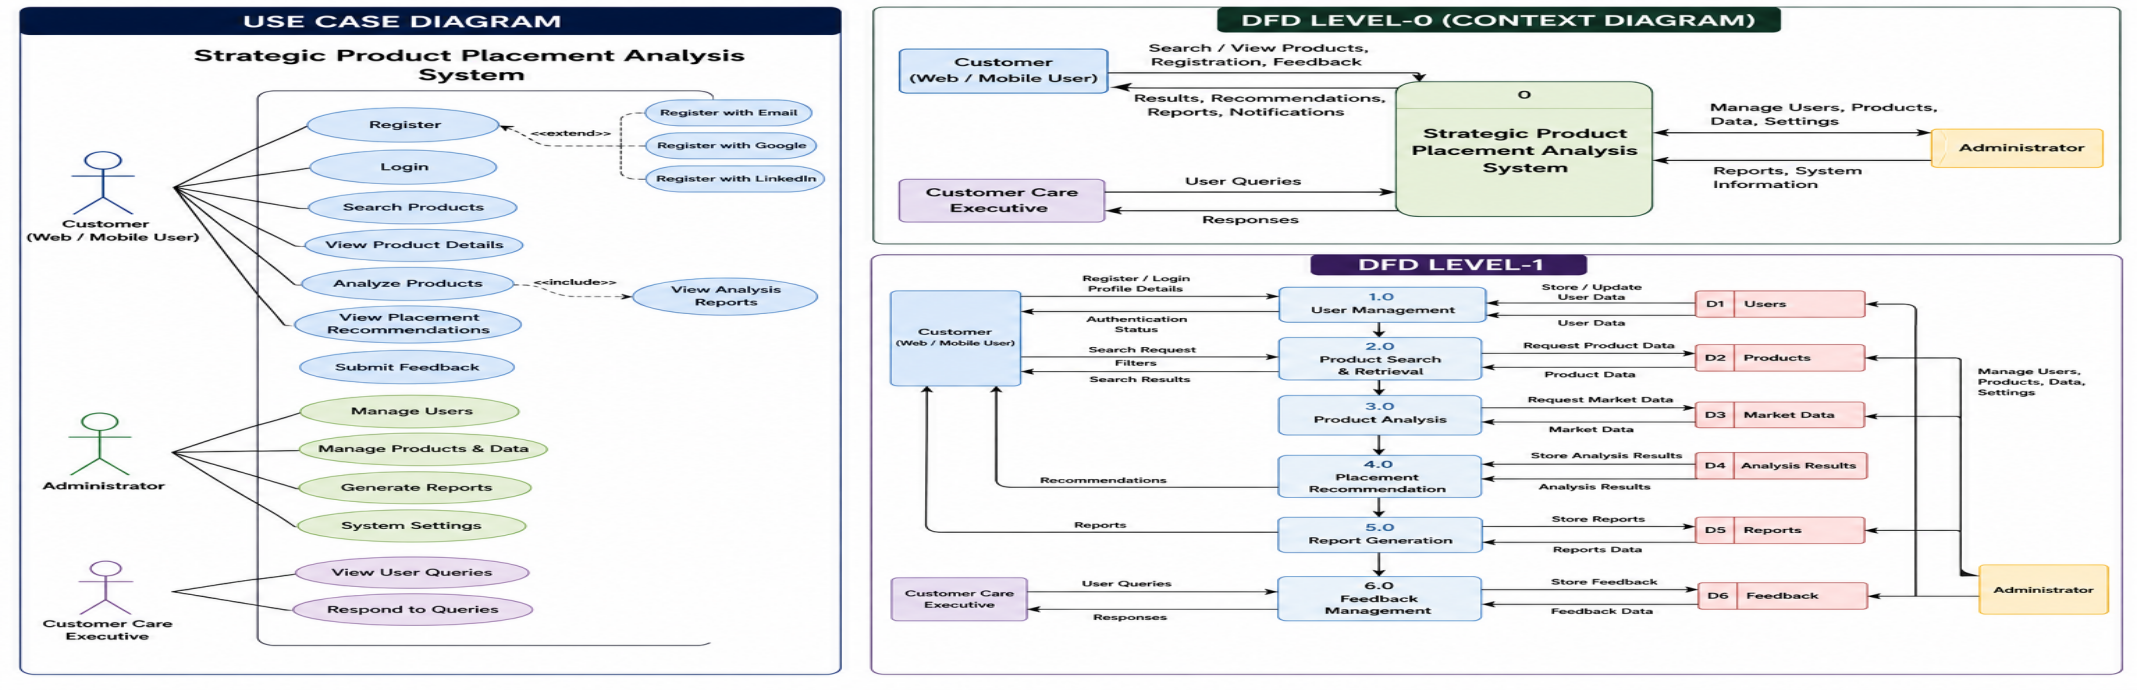 USE CASE DIAGRAM
Strategic Product Placement Analysis
System
Register
<<extend>>
Register with Email
Register with Google
Register with LinkedIn
Login
Search Products
View Product Details
Analyze Products
<<include>>
View Analysis
Reports
View Placement
Recommendations
Submit Feedback
Customer
(Web / Mobile User)
Manage Users
Manage Products & Data
Generate Reports
System Settings
Administrator
View User Queries
Respond to Queries
Customer Care
Executive
DFD LEVEL-0 (CONTEXT DIAGRAM)
Customer
(Web / Mobile User)
Search / View Products,
Registration, Feedback
Results, Recommendations,
Reports, Notifications
Customer Care
Executive
User Queries
Responses
0
Strategic Product
Placement Analysis
System
Manage Users, Products,
Data, Settings
Reports, System
Information
Administrator
DFD LEVEL-1
Customer
(Web / Mobile User)
Register / Login
Profile Details
Authentication
Status
Search Request
Filters
Search Results
Recommendations
Reports
Customer Care
Executive
User Queries
Responses
1.0
User Management
2.0
Product Search
& Retrieval
3.0
Product Analysis
4.0
Placement
Recommendation
5.0
Report Generation
6.0
Feedback
Management
Store / Update
User Data
User Data
Request Product Data
Product Data
Request Market Data
Market Data
Store Analysis Results
Analysis Results
Store Reports
Reports Data
Store Feedback
Feedback Data
D1 Users
D2 Products
D3 Market Data
D4 Analysis Results
D5 Reports
D6 Feedback
Manage Users,
Products, Data,
Settings
Administrator